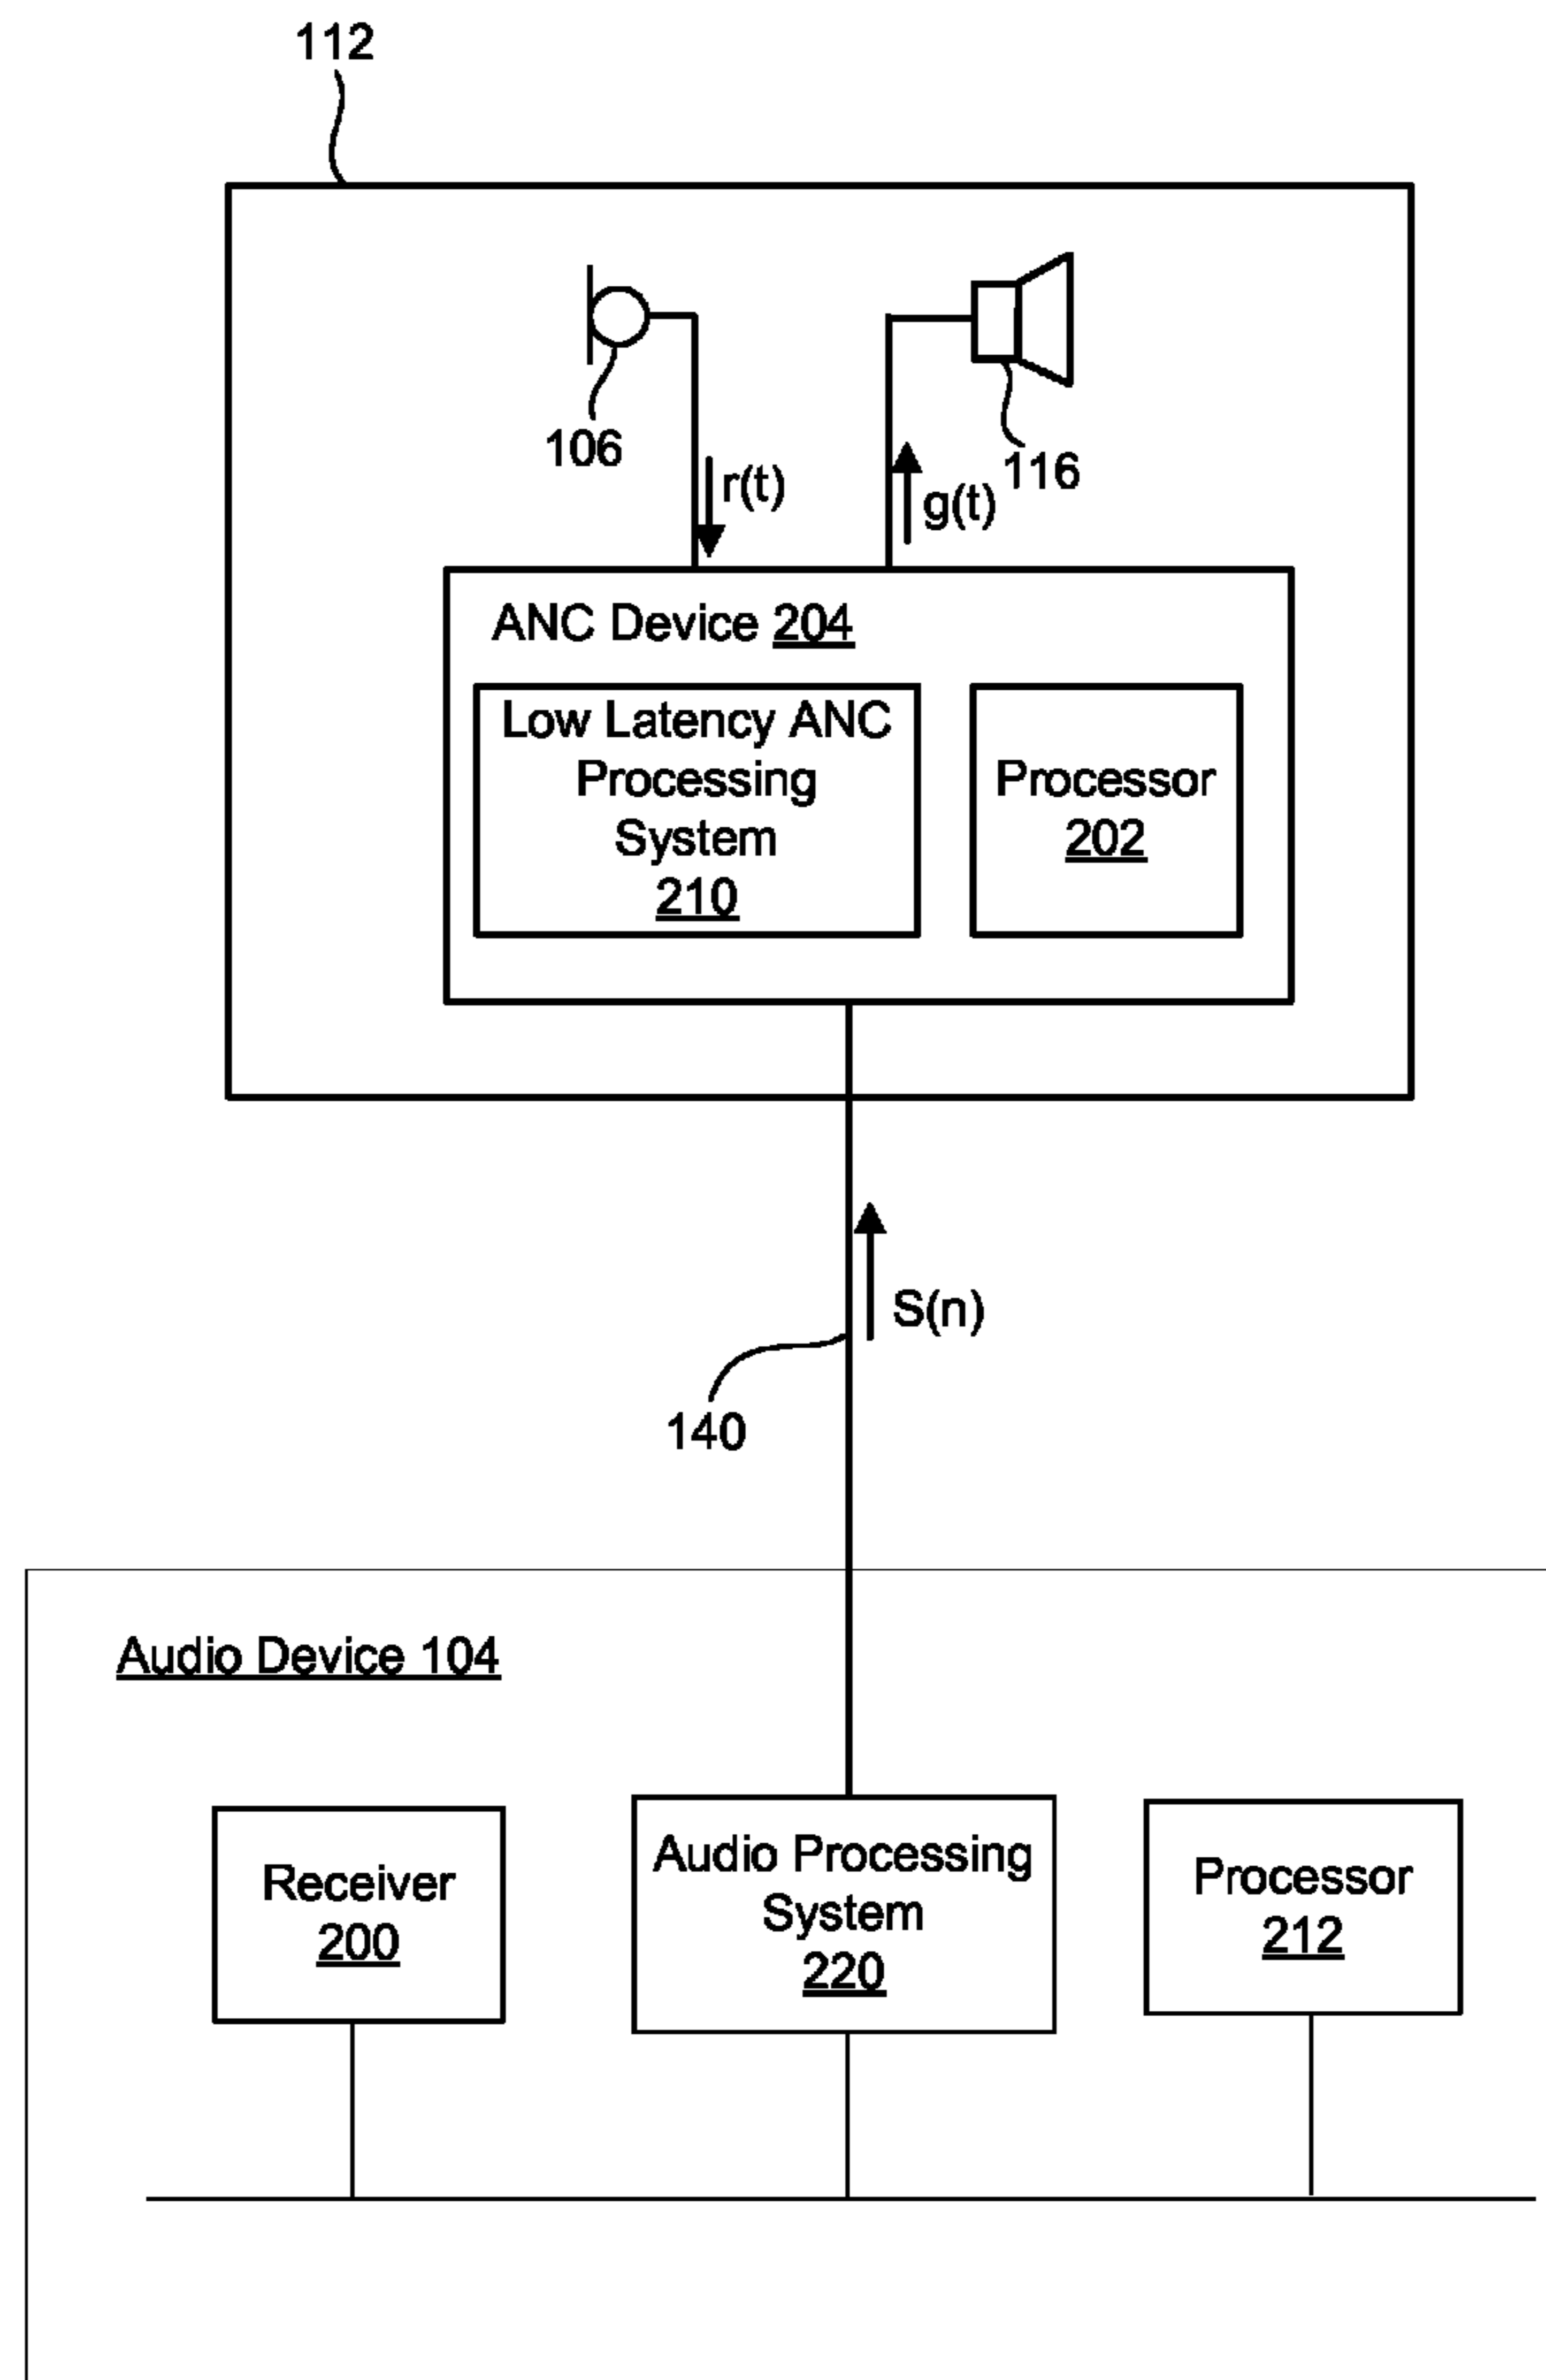 112
106
r(t)
116
g(t)
ANC Device 204
Low Latency ANC
Processing
System
210
Processor
202
S(n)
140
Audio Device 104
Receiver
200
Audio Processing
System
220
Processor
212